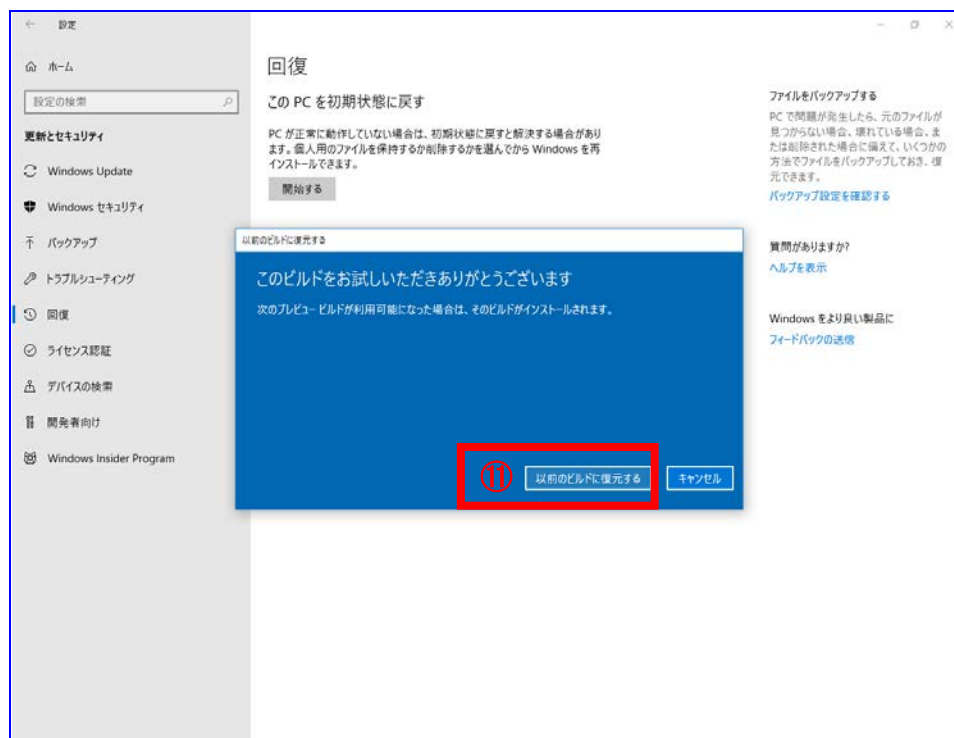 設定
ホーム
設定の検索
更新とセキュリティ
Windows Update
Windows セキュリティ
バックアップ
トラブルシューティング
回復
ライセンス認証
デバイスの検索
開発者向け
Windows Insider Program
回復
この PC を初期状態に戻す
PC が正常に動作していない場合は、初期状態に戻すと解決する場合があり
ます。個人用のファイルを保持するか削除するかを選んでから Windows を再
インストールできます。
開始する
以前のビルドに復元する
このビルドをお試しいただきありがとうございます
次のプレビュー ビルドが利用可能になった場合は、そのビルドがインストールされます。
⑪
以前のビルドに復元する
キャンセル
ファイルをバックアップする
PC で問題が発生したら、元のファイルが
見つからない場合、壊れている場合、ま
たは削除された場合に備えて、いくつかの
方法でファイルをバックアップしておき、復
元できます。
バックアップ設定を確認する
質問がありますか?
ヘルプを表示
Windows をより良い製品に
フィードバックの送信